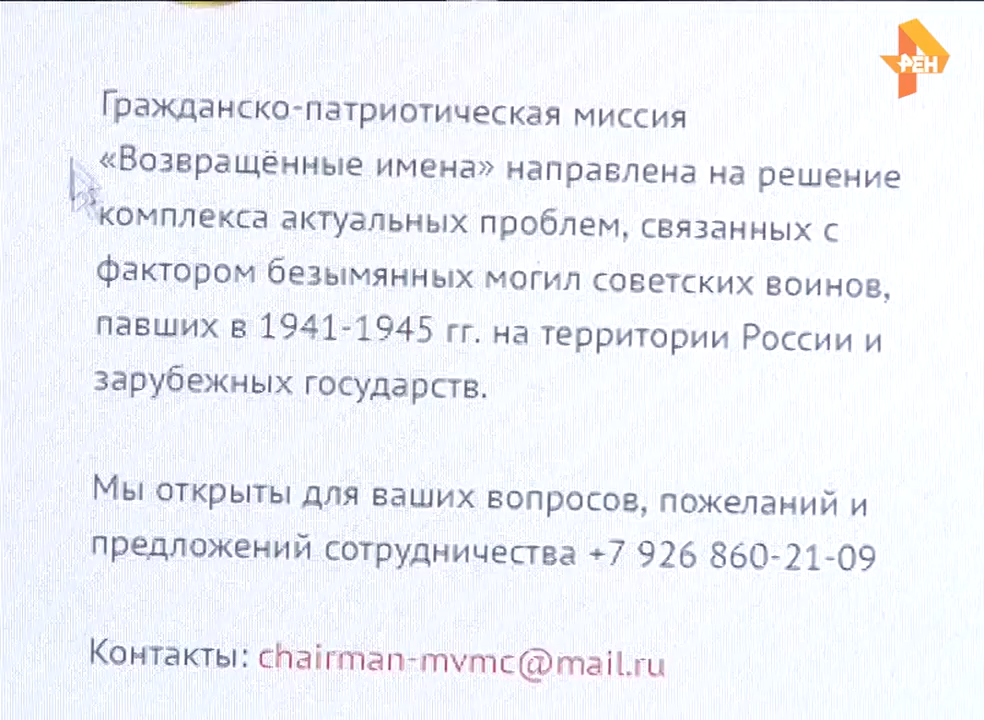 РЕН
Гражданско-патриотическая миссия
«Возвращённые имена» направлена на решение
комплекса актуальных проблем, связанных с
фактором безымянных могил советских воинов,
павших в 1941-1945 гг. на территории России и
зарубежных государств.
Мы открыты для ваших вопросов, пожеланий и
предложений сотрудничества +7 926 860-21-09
Контакты: chairman-mvmc@mail.ru